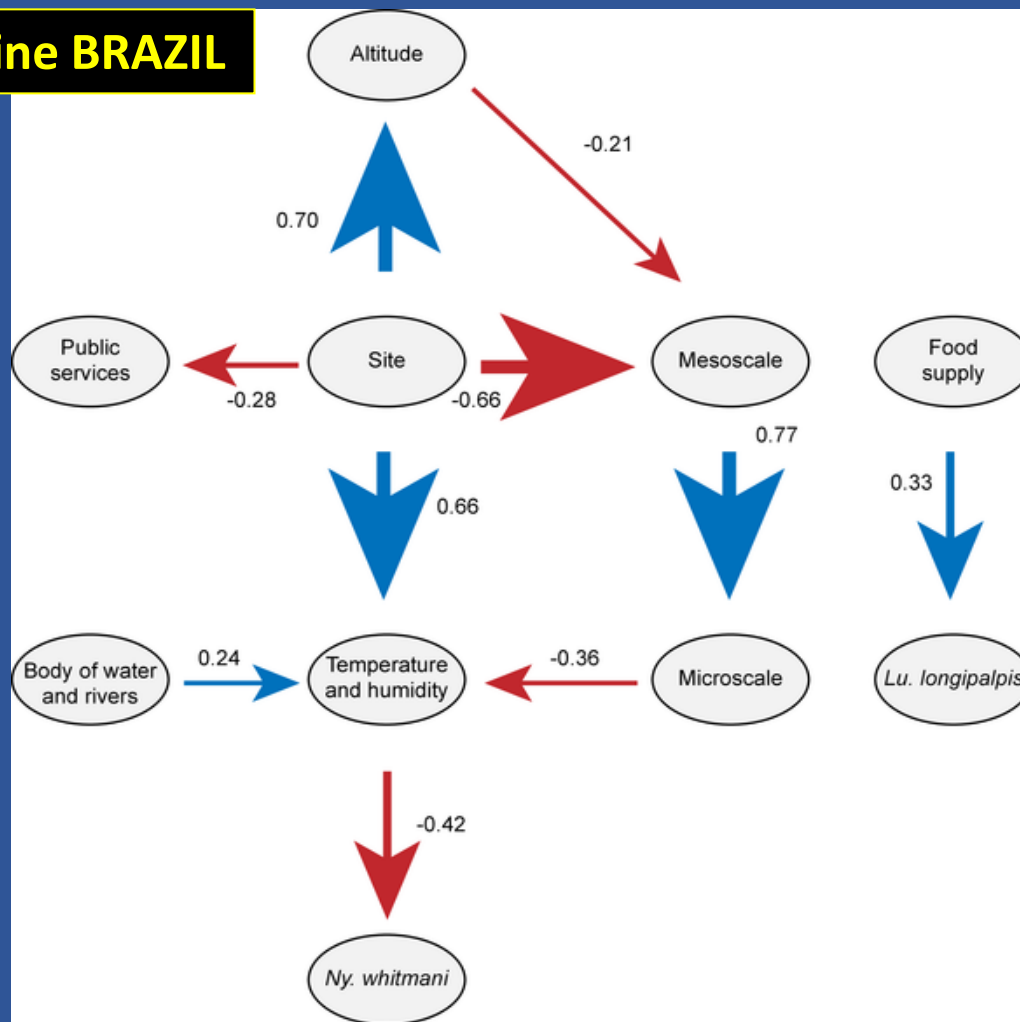 ine BRAZIL
Altitude
-0.21
0.70
Public
services
Site
Mesoscale
Food
supply
-0.28
-0.66
0.77
0.66
0.33
Body of water
and rivers
0.24
Temperature
and humidity
-0.36
Microscale
Lu. longipalpis
-0.42
Ny. whitmani